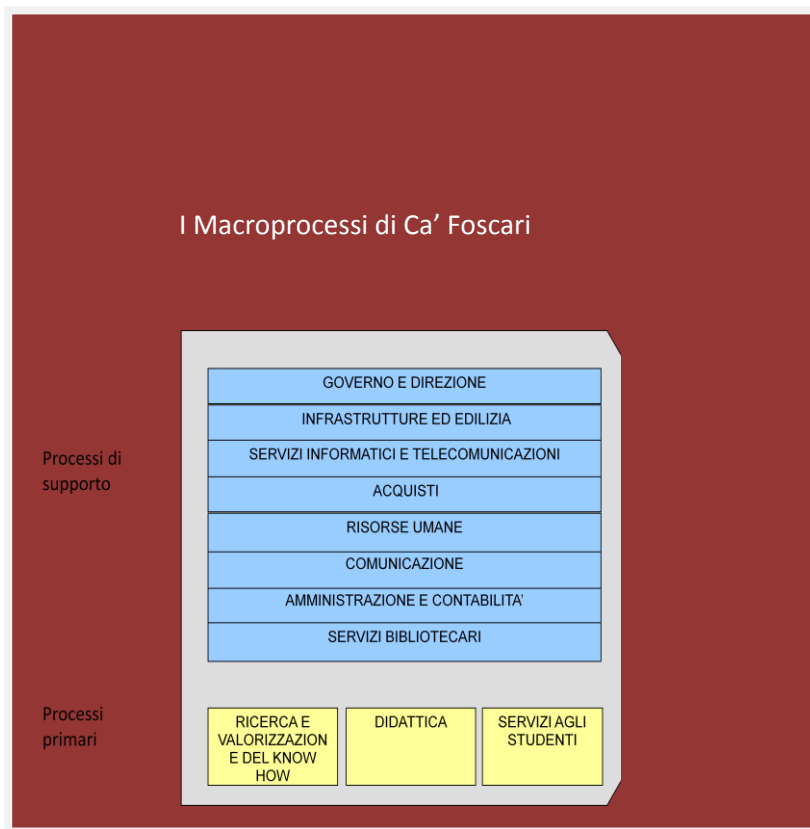 I Macroprocessi di Ca’ Foscari
Processi di
supporto
GOVERNO E DIREZIONE
INFRASTRUTTURE ED EDILIZIA
SERVIZI INFORMATICI E TELECOMUNICAZIONI
ACQUISTI
RISORSE UMANE
COMUNICAZIONE
AMMINISTRAZIONE E CONTABILITA’
SERVIZI BIBLIOTECARI
Processi
primari
RICERCA E
VALORIZZAZION
E DEL KNOW
HOW
DIDATTICA
SERVIZI AGLI
STUDENTI